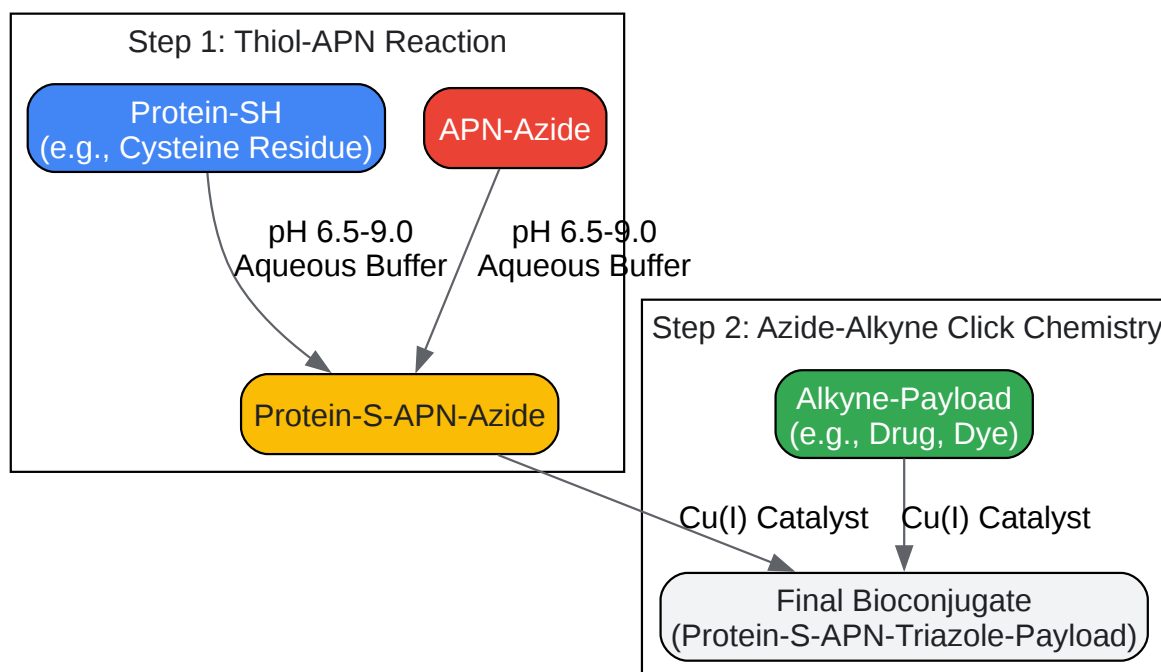 Step 1: Thiol-APN Reaction
Protein-SH
(e.g., Cysteine Residue)
APN-Azide
pH 6.5-9.0
Aqueous Buffer
pH 6.5-9.0
Aqueous Buffer
Protein-S-APN-Azide
Step 2: Azide-Alkyne Click Chemistry
Alkyne-Payload
(e.g., Drug, Dye)
Cu(I) Catalyst
Cu(I) Catalyst
Final Bioconjugate
(Protein-S-APN-Triazole-Payload)